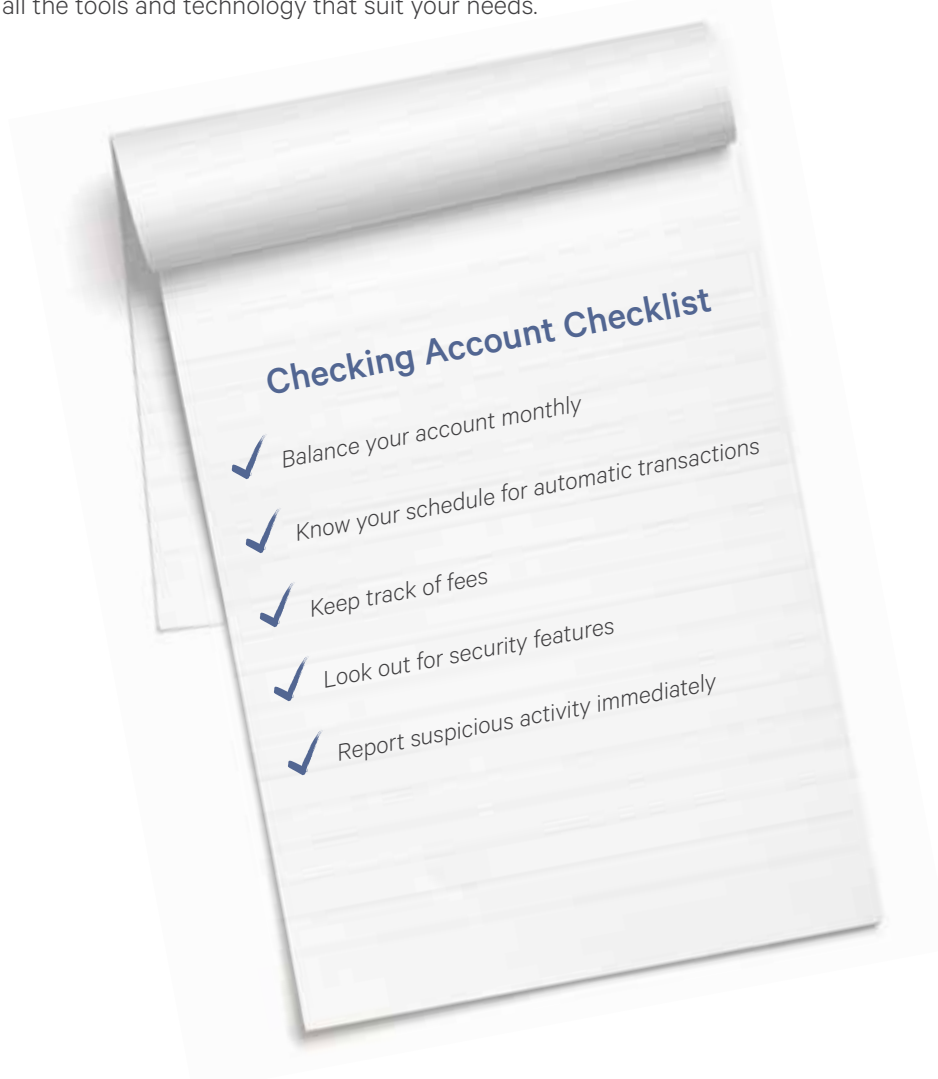 all the tools and technology that suit your needs.
Checking Account Checklist
Balance your account monthly
Know your schedule for automatic transactions
Keep track of fees
Look out for security features
Report suspicious activity immediately